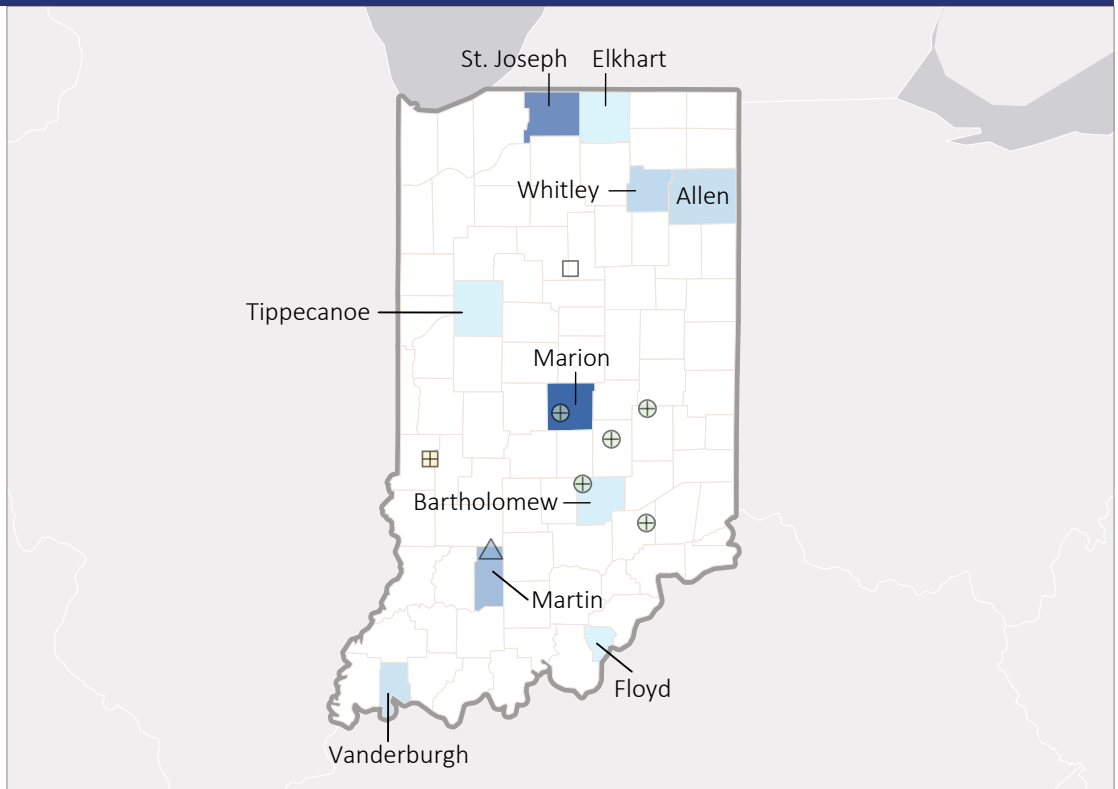 St. Joseph Elkhart
Whitley Allen
Tippecanoe
Marion
Bartholomew
Martin
Floyd
Vanderburgh